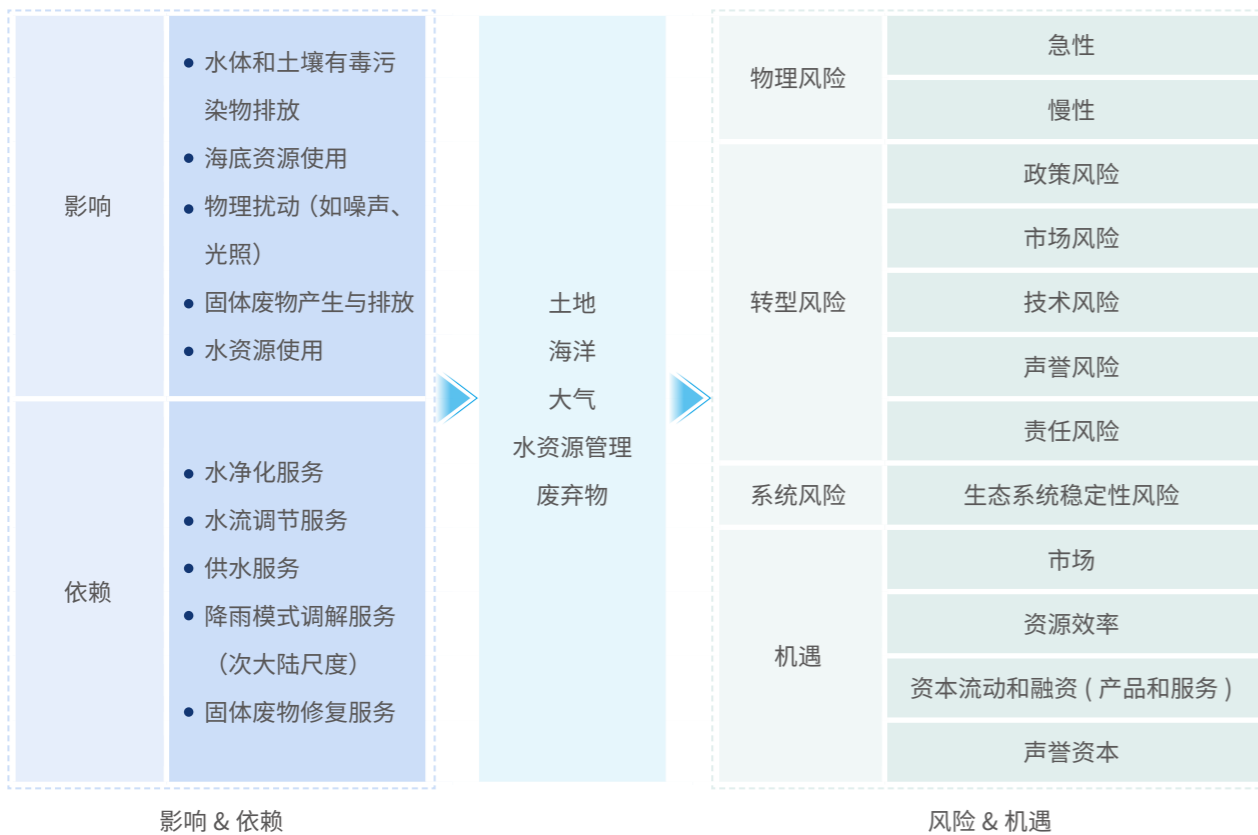 影响
● 水体和土壤有毒污
染物排放
● 海底资源使用
● 物理扰动（如噪声、
光照）
● 固体废物产生与排放
● 水资源使用
依赖
● 水净化服务
● 水流调节服务
● 供水服务
● 降雨模式调解服务
（次大陆尺度）
● 固体废物修复服务
影响 & 依赖
土地
海洋
大气
水资源管理
废弃物
物理风险
急性
慢性
转型风险
政策风险
市场风险
技术风险
声誉风险
责任风险
系统风险
生态系统稳定性风险
机遇
市场
资源效率
资本流动和融资 ( 产品和服务 )
声誉资本
风险 & 机遇